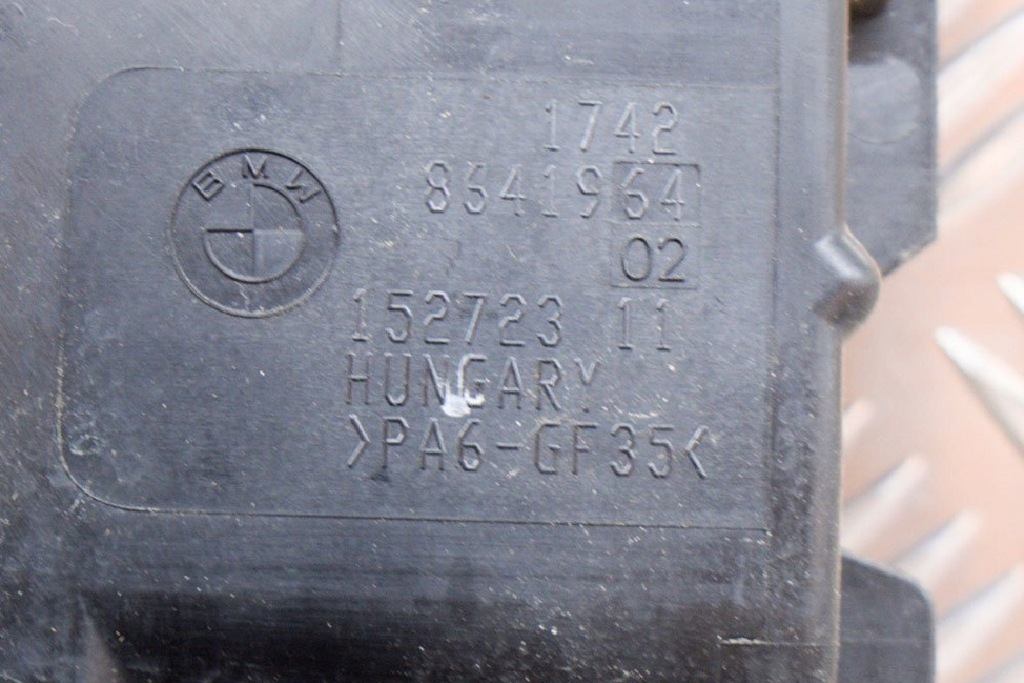 BMW
1742
8641964
02
152723 11
HUNGARY
>PA6-GF35<